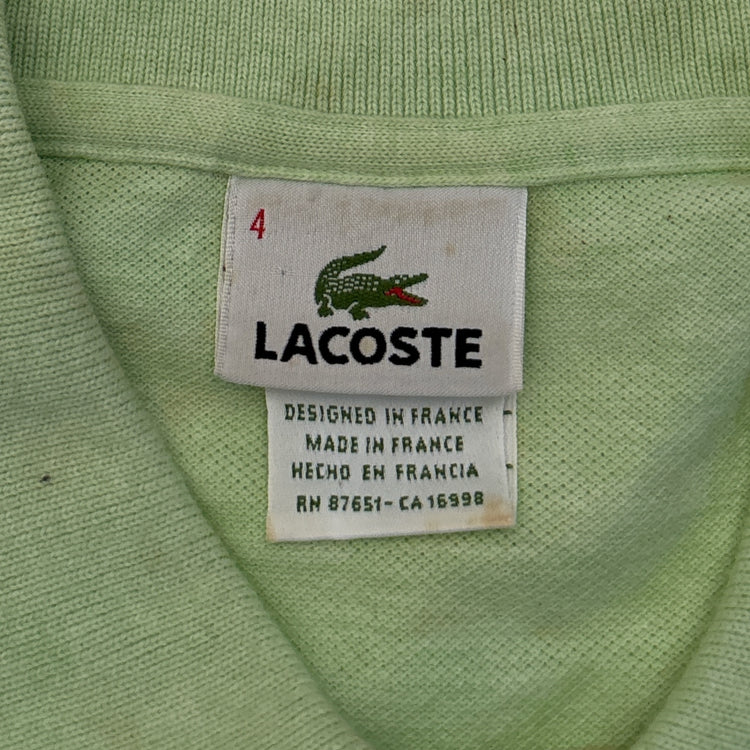 4
LACOSTE
DESIGNED IN FRANCE
MADE IN FRANCE
HECHO EN FRANCIA
RN 87651-CA 16998